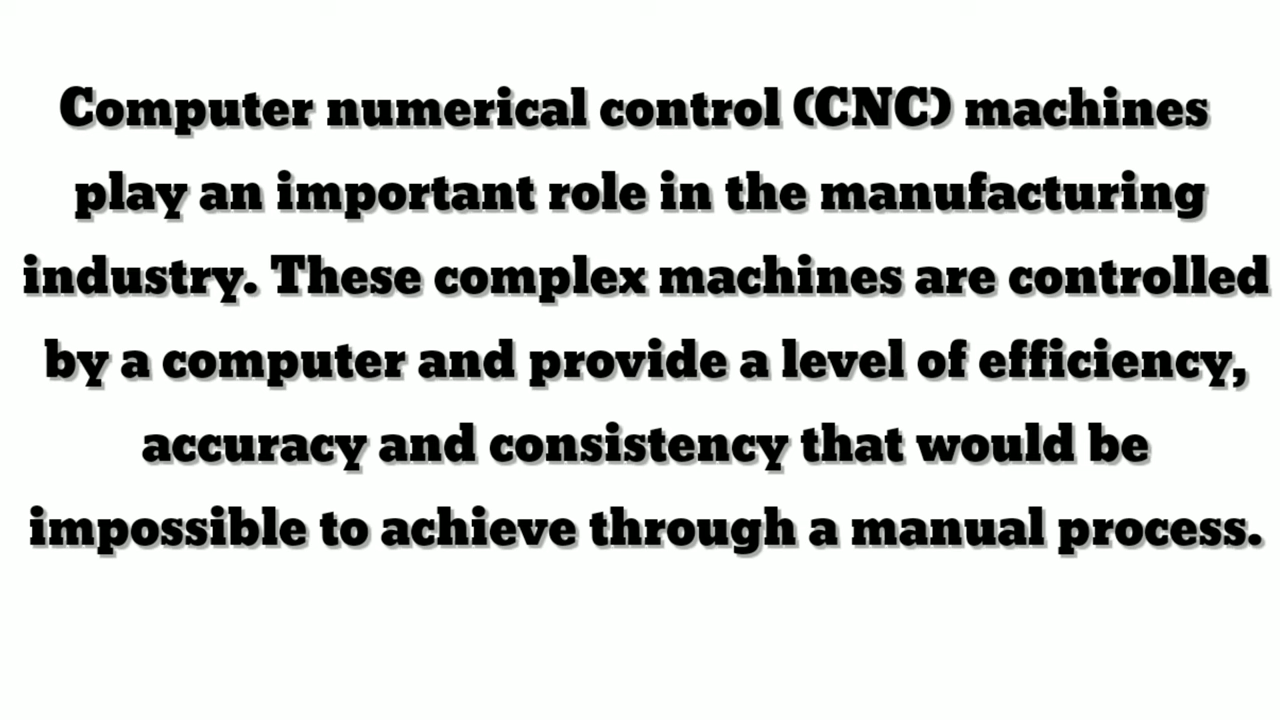 Computer numerical control (CNC) machines
play an important role in the manufacturing
industry. These complex machines are controlled
by a computer and provide a level of efficiency,
accuracy and consistency that would be
impossible to achieve through a manual process.